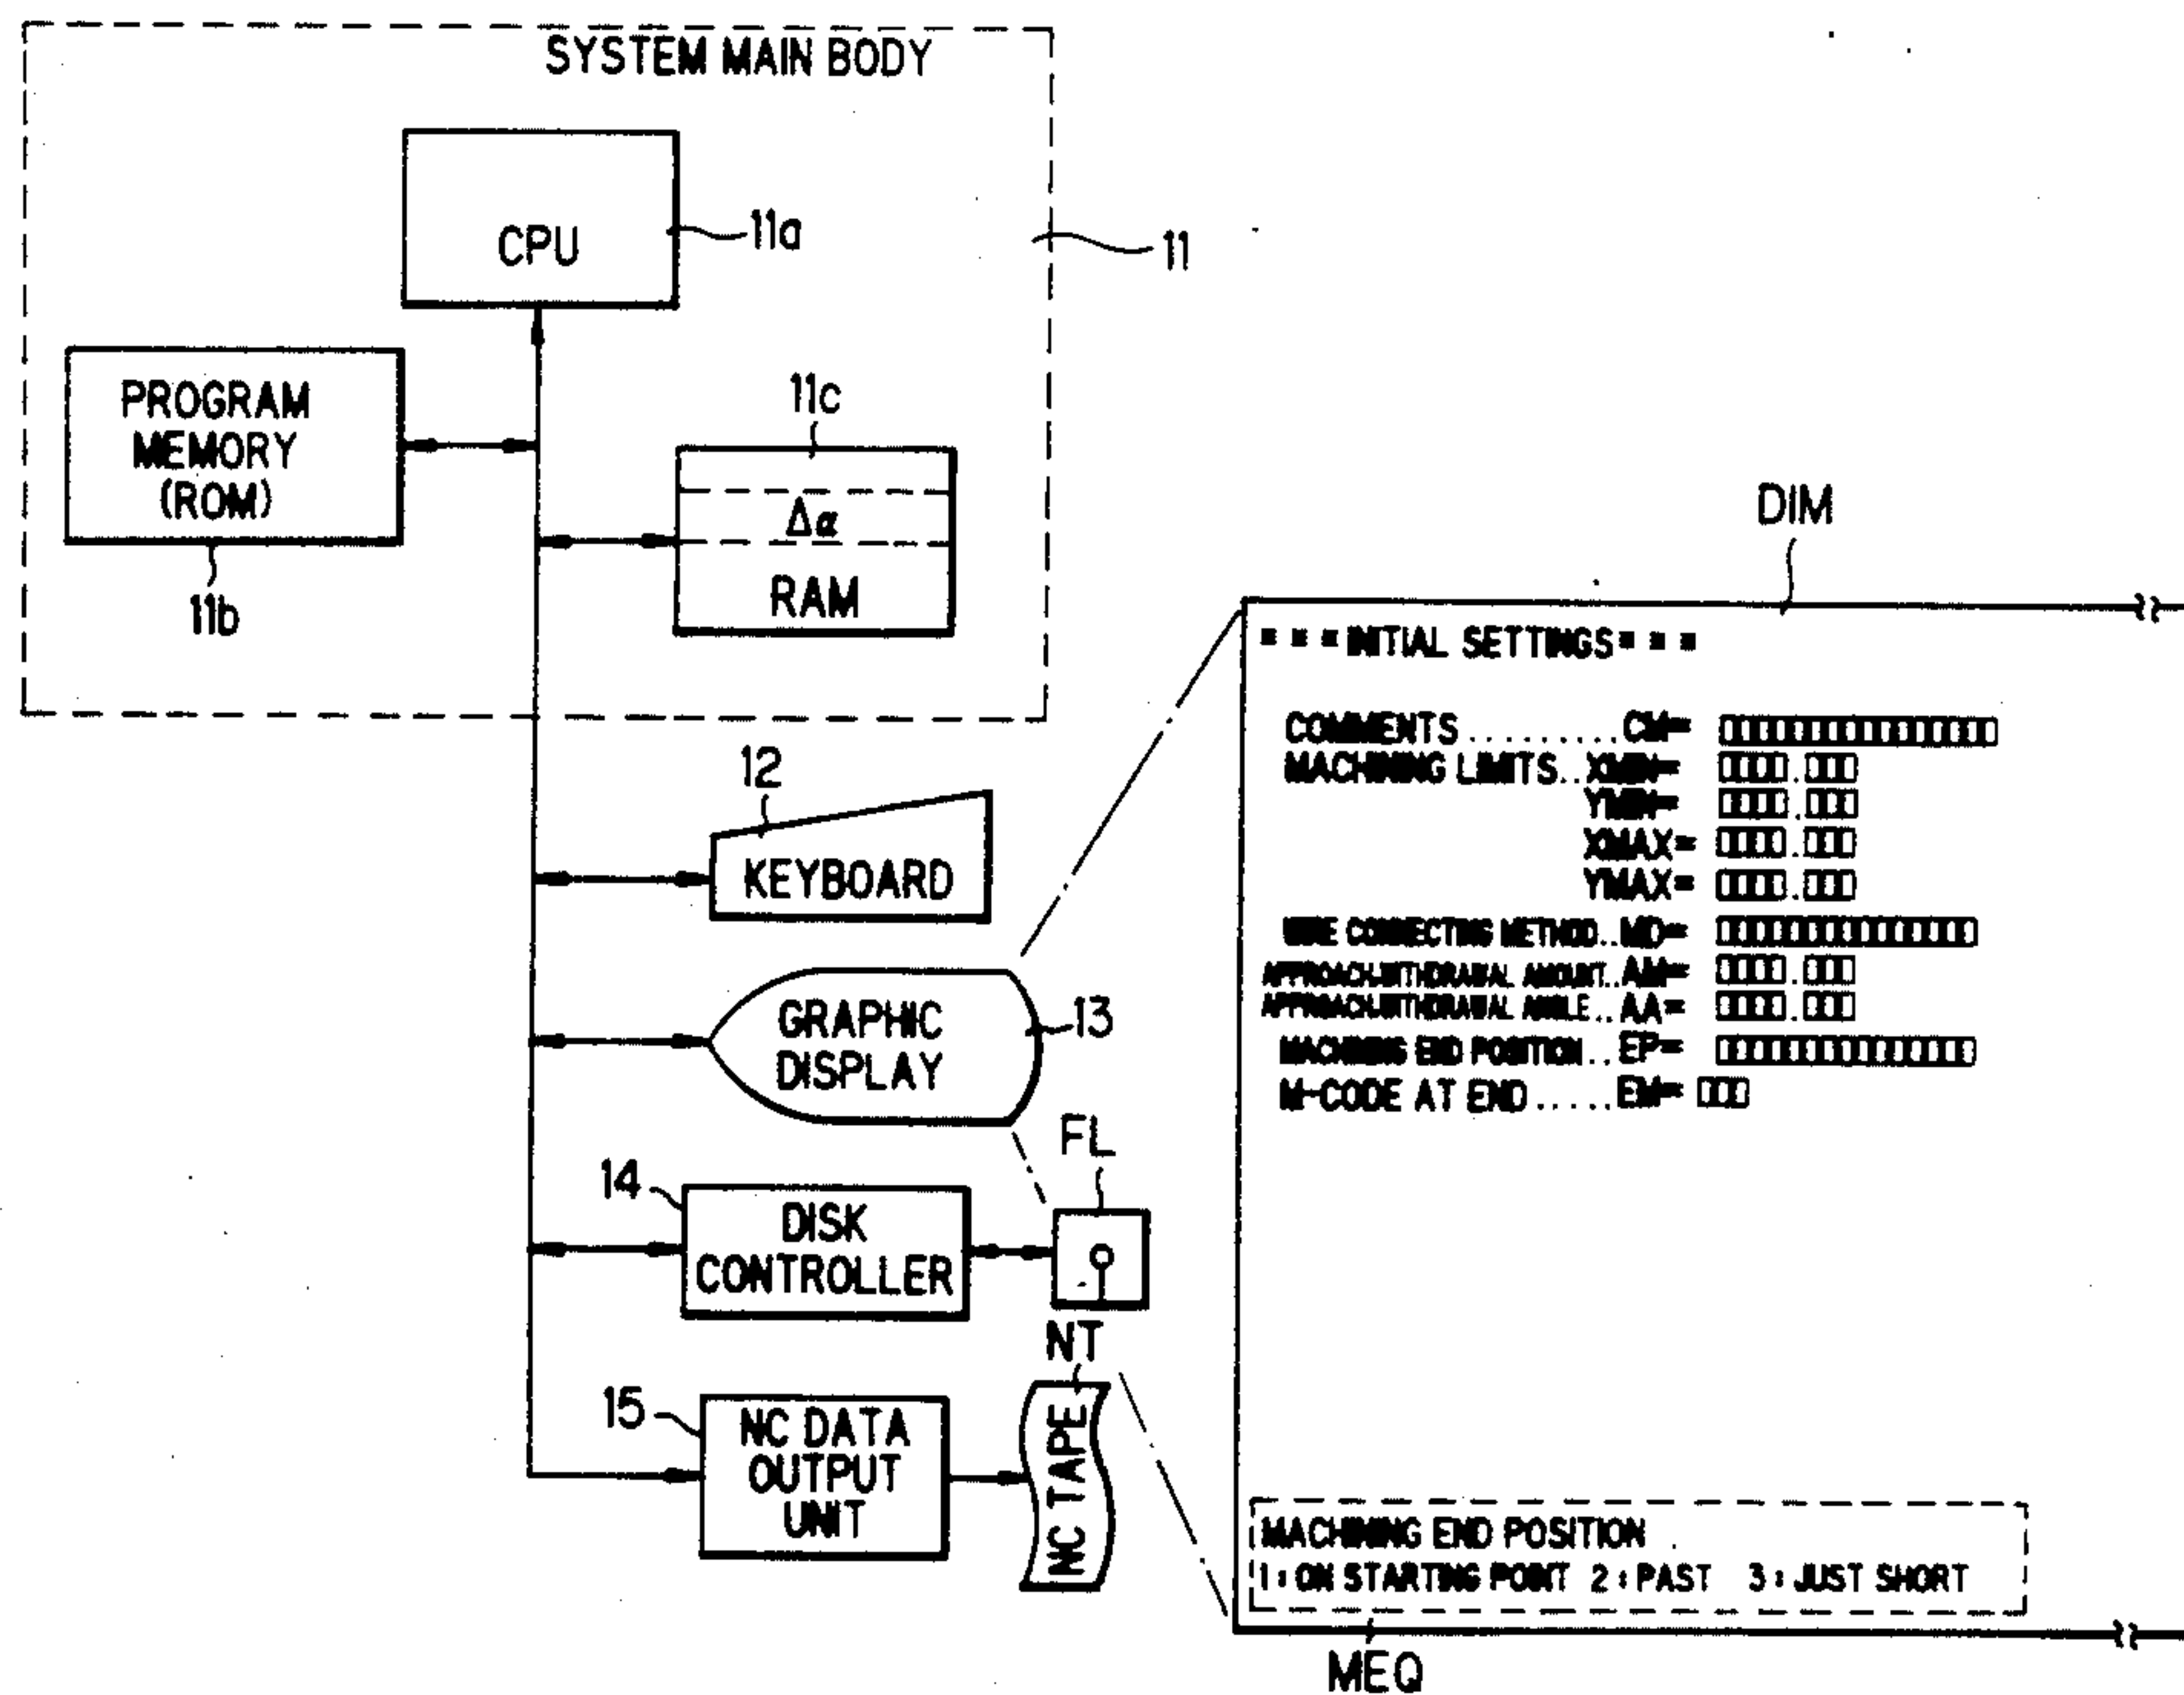 SYSTEM MAIN BODY
CPU
11a
11
PROGRAM
MEMORY
(ROM)
11b
11c
Δα
RAM
12
KEYBOARD
GRAPHIC
DISPLAY
13
14
DISK
CONTROLLER
FL
15
NC DATA
OUTPUT
UNIT
NT
NC TAPE
DIM
* * * INITIAL SETTINGS * * *
COMMENTS .......... CM=
MACHINING LIMITS.. XMIN=
YMIN=
XMAX=
YMAX=
WIRE CONNECTING METHOD.. MD=
APPROACH-WITHDRAWAL AMOUNT.. AM=
APPROACH-WITHDRAWAL ANGLE.. AA=
MACHINING END POSITION.. EP=
M-CODE AT END ..... EM=
MACHINING END POSITION
1: ON STARTING POINT 2: PAST 3: JUST SHORT
MEQ